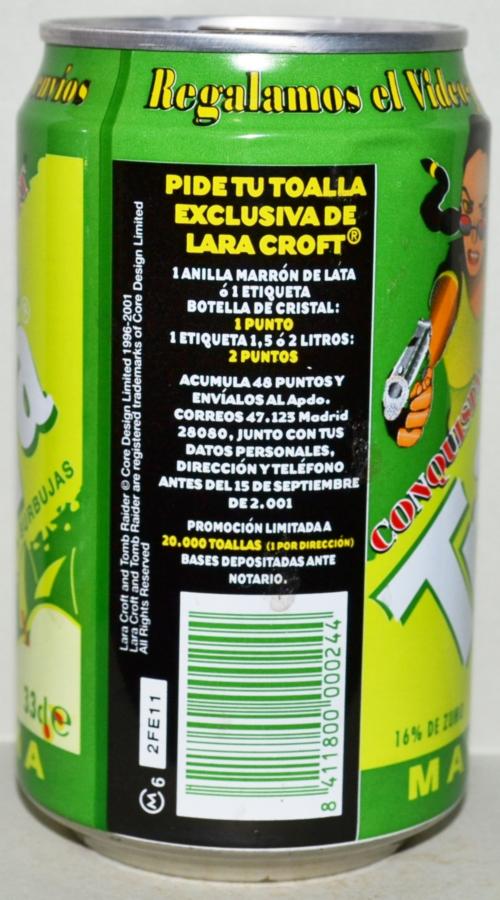 Regalamos el Video-
PIDE TU TOALLA
EXCLUSIVA DE
LARA CROFT®
1 ANILLA MARRÓN DE LATA
ó 1 ETIQUETA
BOTELLA DE CRISTAL:
1 PUNTO
1 ETIQUETA 1,5 ó 2 LITROS:
2 PUNTOS
ACUMULA 48 PUNTOS Y
ENVÍALOS AL Apdo.
CORREOS 47.123 Madrid
28080, JUNTO CON TUS
DATOS PERSONALES,
DIRECCIÓN Y TELÉFONO
ANTES DEL 15 DE SEPTIEMBRE
DE 2.001
PROMOCIÓN LIMITADA A
20.000 TOALLAS (1 POR DIRECCIÓN)
BASES DEPOSITADAS ANTE
NOTARIO.
Lara Croft and Tomb Raider © Core Design Limited 1996-2001
Lara Croft and Tomb Raider are registered trademarks of Core Design Limited
All Rights Reserved
2FE11
M 6
8 411800 000244
CONQUIS
T
16% DE ZUMO
MA
a
BURBUJAS
33cl e
A